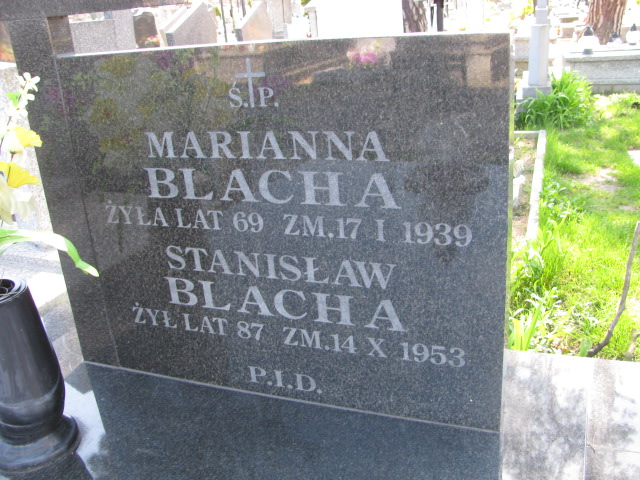 Ś.P.
MARIANNA
BLACHA
ŻYŁA LAT 69 ZM.17 I 1939
STANISŁAW
BLACHA
ŻYŁ LAT 87 ZM.14 X 1953
P.I.D.